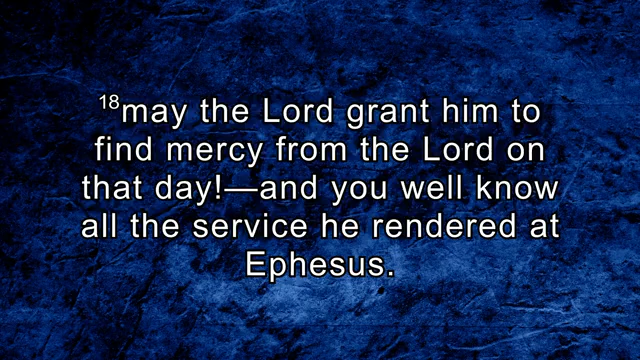 18may the Lord grant him to
find mercy from the Lord on
that day!—and you well know
all the service he rendered at
Ephesus.